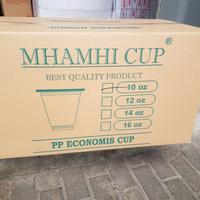 MHAMHI CUP ®
BEST QUALITY PRODUCT
10 oz
12 oz
14 oz
16 oz
PP ECONOMIS CUP